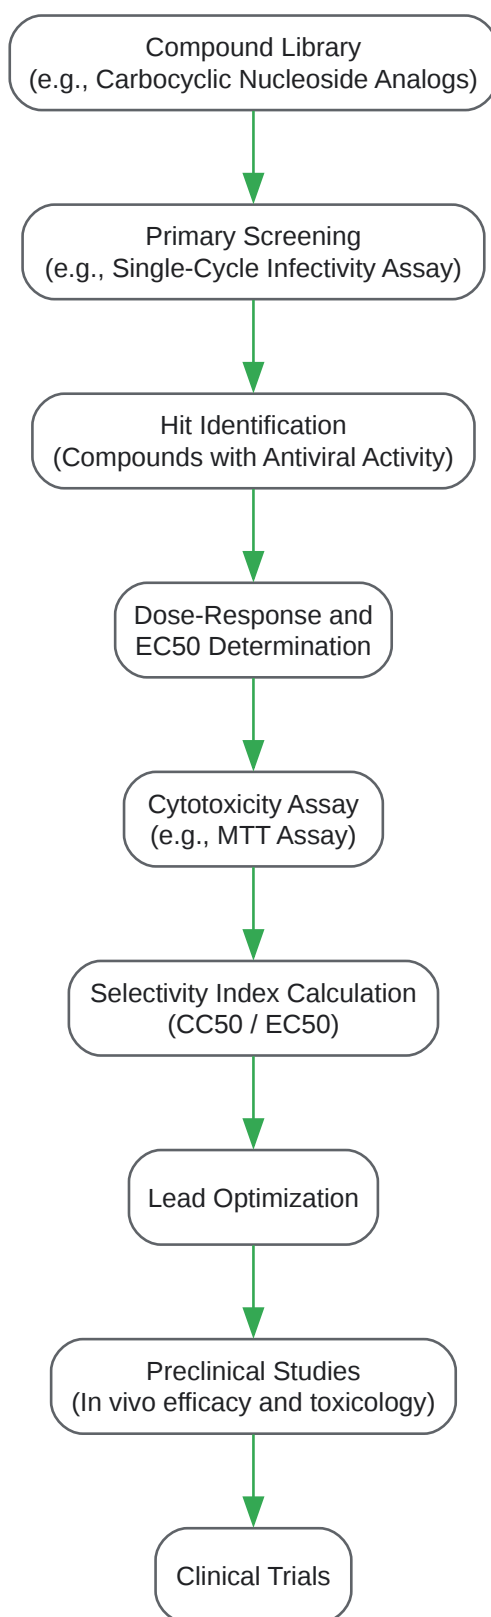 Compound Library
(e.g., Carbocyclic Nucleoside Analogs)
Primary Screening
(e.g., Single-Cycle Infectivity Assay)
Hit Identification
(Compounds with Antiviral Activity)
Dose-Response and
EC50 Determination
Cytotoxicity Assay
(e.g., MTT Assay)
Selectivity Index Calculation
(CC50 / EC50)
Lead Optimization
Preclinical Studies
(In vivo efficacy and toxicology)
Clinical Trials